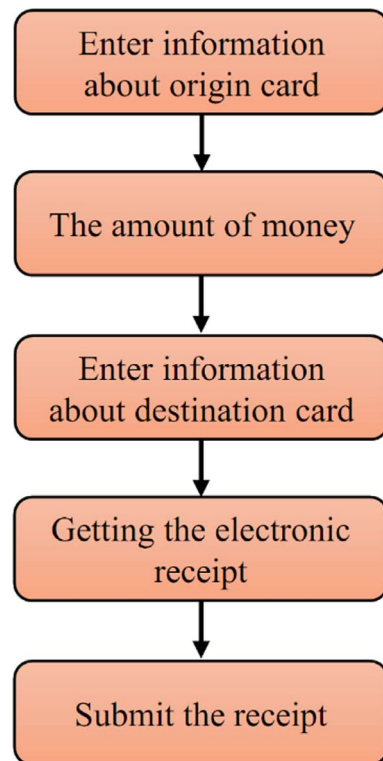 Enter information
about origin card
The amount of money
Enter information
about destination card
Getting the electronic
receipt
Submit the receipt